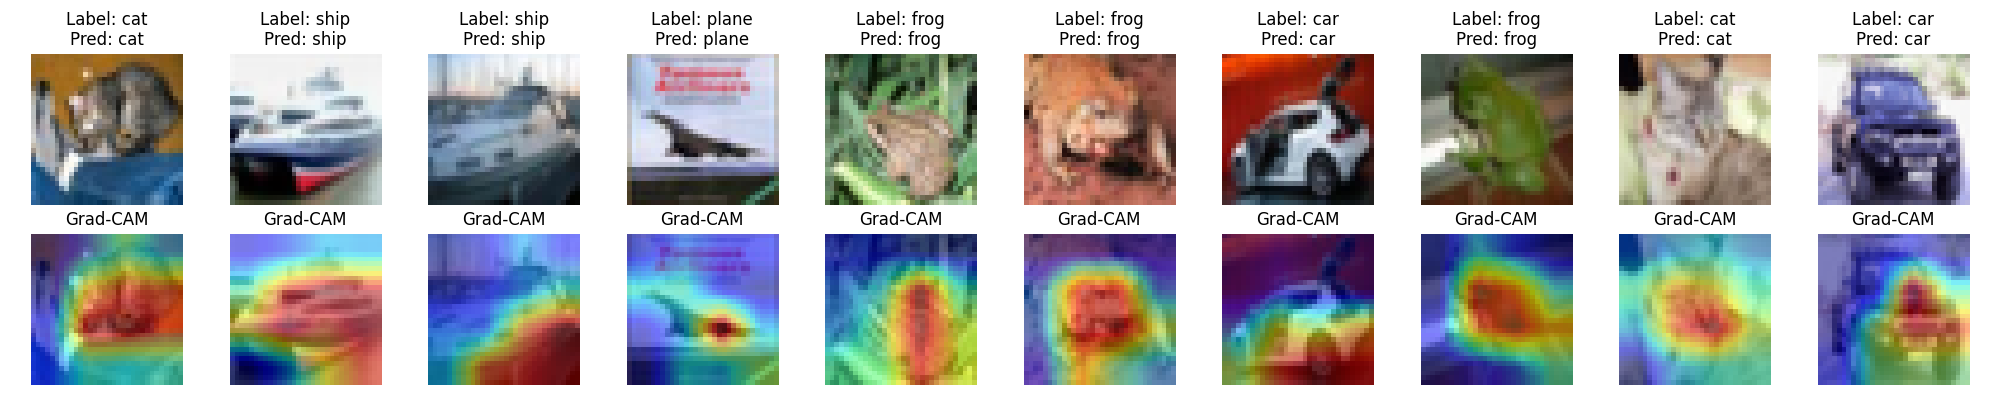 Label: cat
Pred: cat
Label: ship
Pred: ship
Label: ship
Pred: ship
Label: plane
Pred: plane
Label: frog
Pred: frog
Label: frog
Pred: frog
Label: car
Pred: car
Label: frog
Pred: frog
Label: cat
Pred: cat
Label: car
Pred: car
Grad-CAM
Grad-CAM
Grad-CAM
Grad-CAM
Grad-CAM
Grad-CAM
Grad-CAM
Grad-CAM
Grad-CAM
Grad-CAM